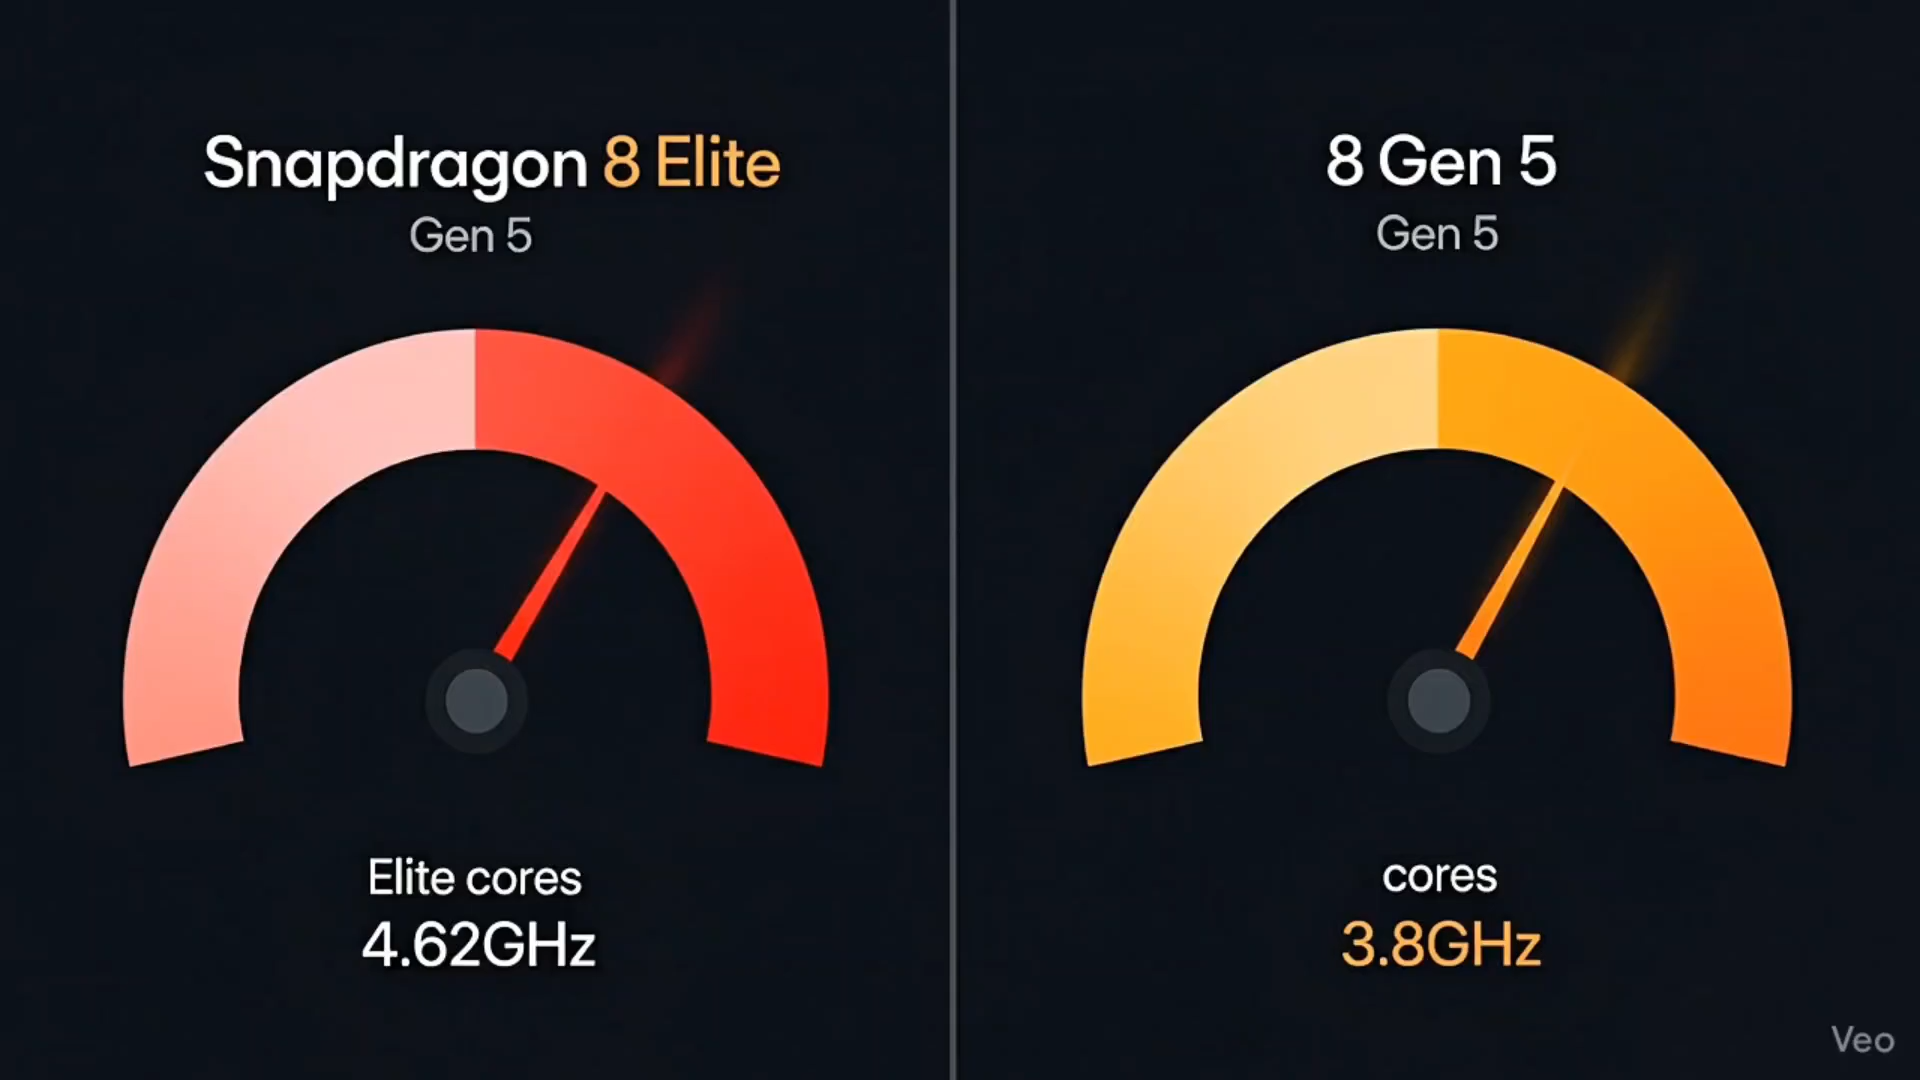 Snapdragon 8 Elite
Gen 5
Elite cores
4.62GHz
8 Gen 5
Gen 5
cores
3.8GHz
Veo